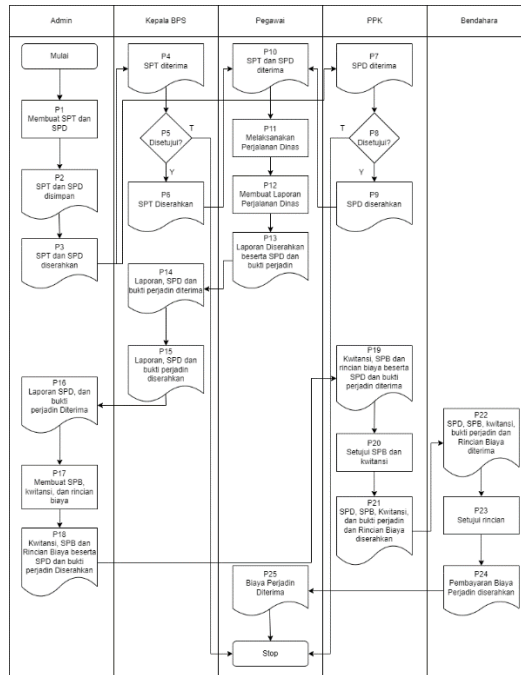 Admin
Kepala BPS
Pegawai
PPK
Bendahara
Mulai
P1
Membuat SPT dan
SPD
P2
SPT dan SPD
disimpan
P3
SPT dan SPD
diserahkan
P4
SPT diterima
P5
Disetujui?
T
Y
P6
SPT Diserahkan
P10
SPT dan SPD
diterima
P11
Melaksanakan
Perjalanan Dinas
P12
Membuat Laporan
Perjalanan Dinas
P13
Laporan Diserahkan
beserta SPD dan
bukti perjadin
P7
SPD diterima
T
P8
Disetujui?
Y
P9
SPD diserahkan
P14
Laporan, SPD dan
bukti perjadin diterima
P15
Laporan, SPD dan
bukti perjadin
diserahkan
P16
Laporan SPD, dan
bukti
perjadin Diterima
P17
Membuat SPB,
kwitansi, dan rincian
biaya
P18
Kwitansi, SPB dan
Rincian Biaya beserta
SPD dan bukti
perjadin Diserahkan
P19
Kwitansi, SPB dan
rincian biaya beserta
SPD dan bukti
perjadin diterima
P20
Setujui SPB dan
kwitansi
P21
SPD, SPB, Kwitansi,
dan bukti perjadin
dan Rincian Biaya
diserahkan
P22
SPD, SPB, kwitansi,
bukti perjadin dan
Rincian Biaya
diterima
P23
Setujui rincian
P24
Pembayaran Biaya
Perjadin diserahkan
P25
Biaya Perjadin
Diterima
Stop